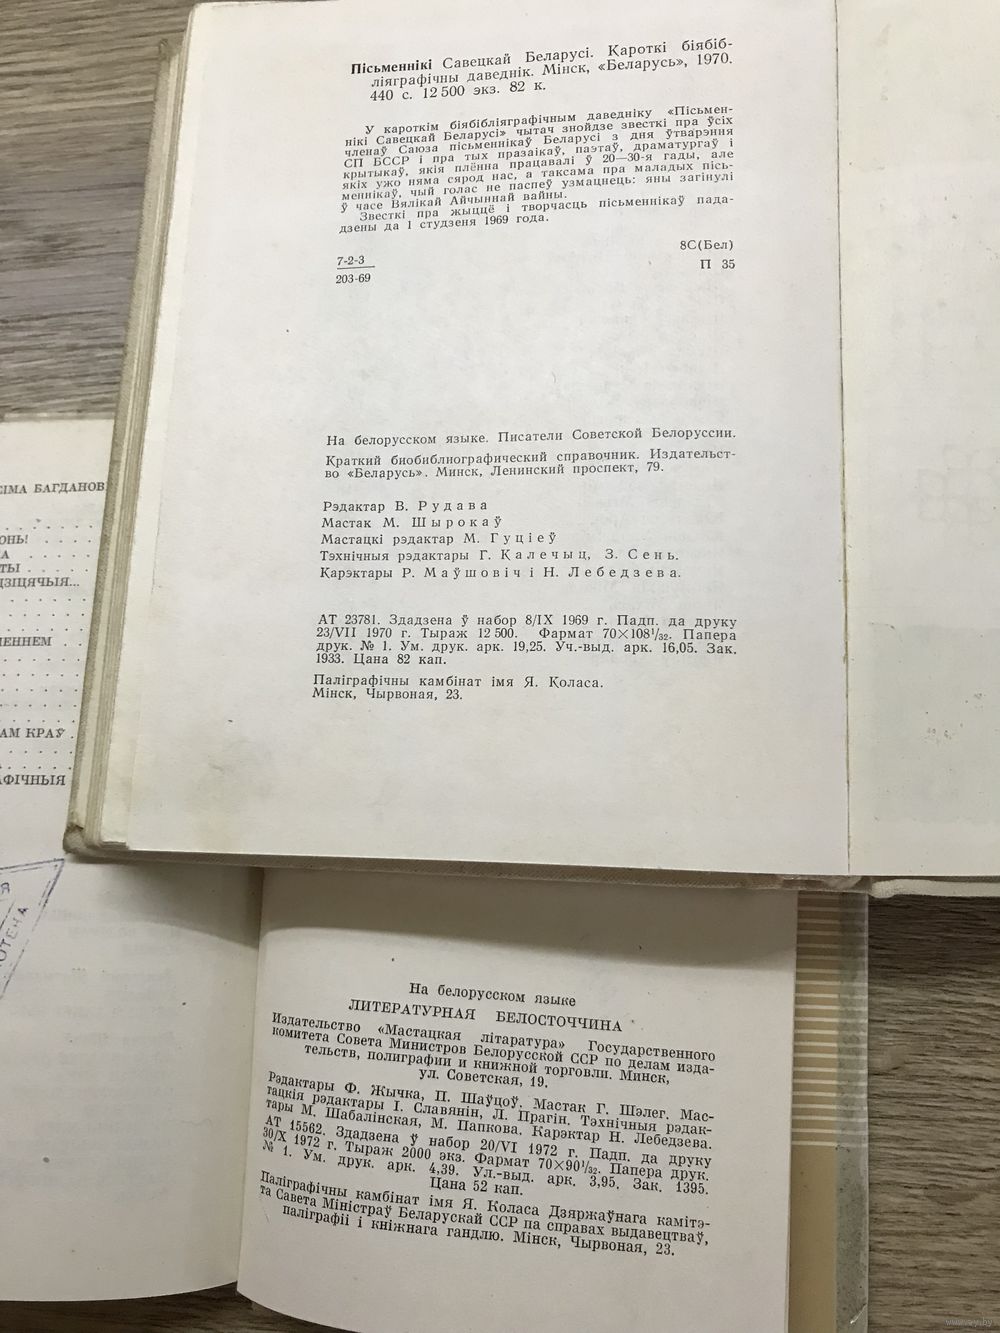 Пісьменнікі Савецкай Беларусі. Кароткі біябіб-
ліяграфічны даведнік. Мінск, «Беларусь», 1970.
440 с. 12 500 экз. 82 к.
У кароткім біябібліяграфічным даведніку «Пісьмен-
нікі Савецкай Беларусі» чытач знойдзе звесткі пра ўсіх
членаў Саюза пісьменнікаў Беларусі з дня ўтварэння
СП БССР і пра тых празаікаў, паэтаў, драматургаў і
крытыкаў, якія плённа працавалі ў 20—30-я гады, але
якіх ужо няма сярод нас, а таксама пра маладых пісь-
меннікаў, чый голас не паспеў узмацнець: яны загінулі
ў часе Вялікай Айчыннай вайны.
Звесткі пра жыццё і творчасць пісьменнікаў пада-
дзены да 1 студзеня 1969 года.
7-2-3
203-69
8С(Бел)
П 35
На белорусском языке. Писатели Советской Белоруссии.
Краткий биобиблиографический справочник. Издательст-
во «Беларусь». Минск, Ленинский проспект, 79.
Рэдактар В. Рудава
Мастак М. Шырокаў
Мастацкі рэдактар М. Гуціеў
Тэхнічныя рэдактары Г. Калечыц, З. Сень.
Карэктары Р. Маўшовіч і Н. Лебедзева.
АТ 23781. Здадзена ў набор 8/IX 1969 г. Падп. да друку
23/VII 1970 г. Тыраж 12 500. Фармат 70×108¹/₃₂. Папера
друк. № 1. Ум. друк. арк. 19,25. Уч.-выд. арк. 16,05. Зак.
1933. Цана 82 кап.
Паліграфічны камбінат імя Я. Коласа.
Мінск, Чырвоная, 23.
СІМА БАГДАНОВ
ОНЬ! . . . .
А . . . . .
ТЫ . . . . .
ДЗІЦЯЧЫЯ...
МЕННЕМ . .
АМ КРАЎ .
АФІЧНЫЯ
Я
ОТЕКА
На белорусском языке
ЛИТЕРАТУРНАЯ БЕЛОСТОЧЧИНА
Издательство «Мастацкая літаратура» Государственного
комитета Совета Министров Белорусской ССР по делам изда-
тельств, полиграфии и книжной торговли. Минск,
ул. Советская, 19.
Рэдактары Ф. Жычка, П. Шаўцоў. Мастак Г. Шэлег. Мас-
тацкія рэдактары І. Славянін, Л. Прагін. Тэхнічныя рэдак-
тары М. Шабалінская, М. Папкова. Карэктар Н. Лебедзева.
АТ 15562. Здадзена ў набор 20/VI 1972 г. Падп. да друку
30/X 1972 г. Тыраж 2000 экз. Фармат 70×90¹/₃₂. Папера друк.
№ 1. Ум. друк. арк. 4,39. Ул.-выд. арк. 3,95. Зак. 1395.
Цана 52 кап.
Паліграфічны камбінат імя Я. Коласа Дзяржаўнага камітэ-
та Савета Міністраў Беларускай ССР па справах выдавецтваў,
паліграфіі і кніжнага гандлю. Мінск, Чырвоная, 23.
www.ay.by